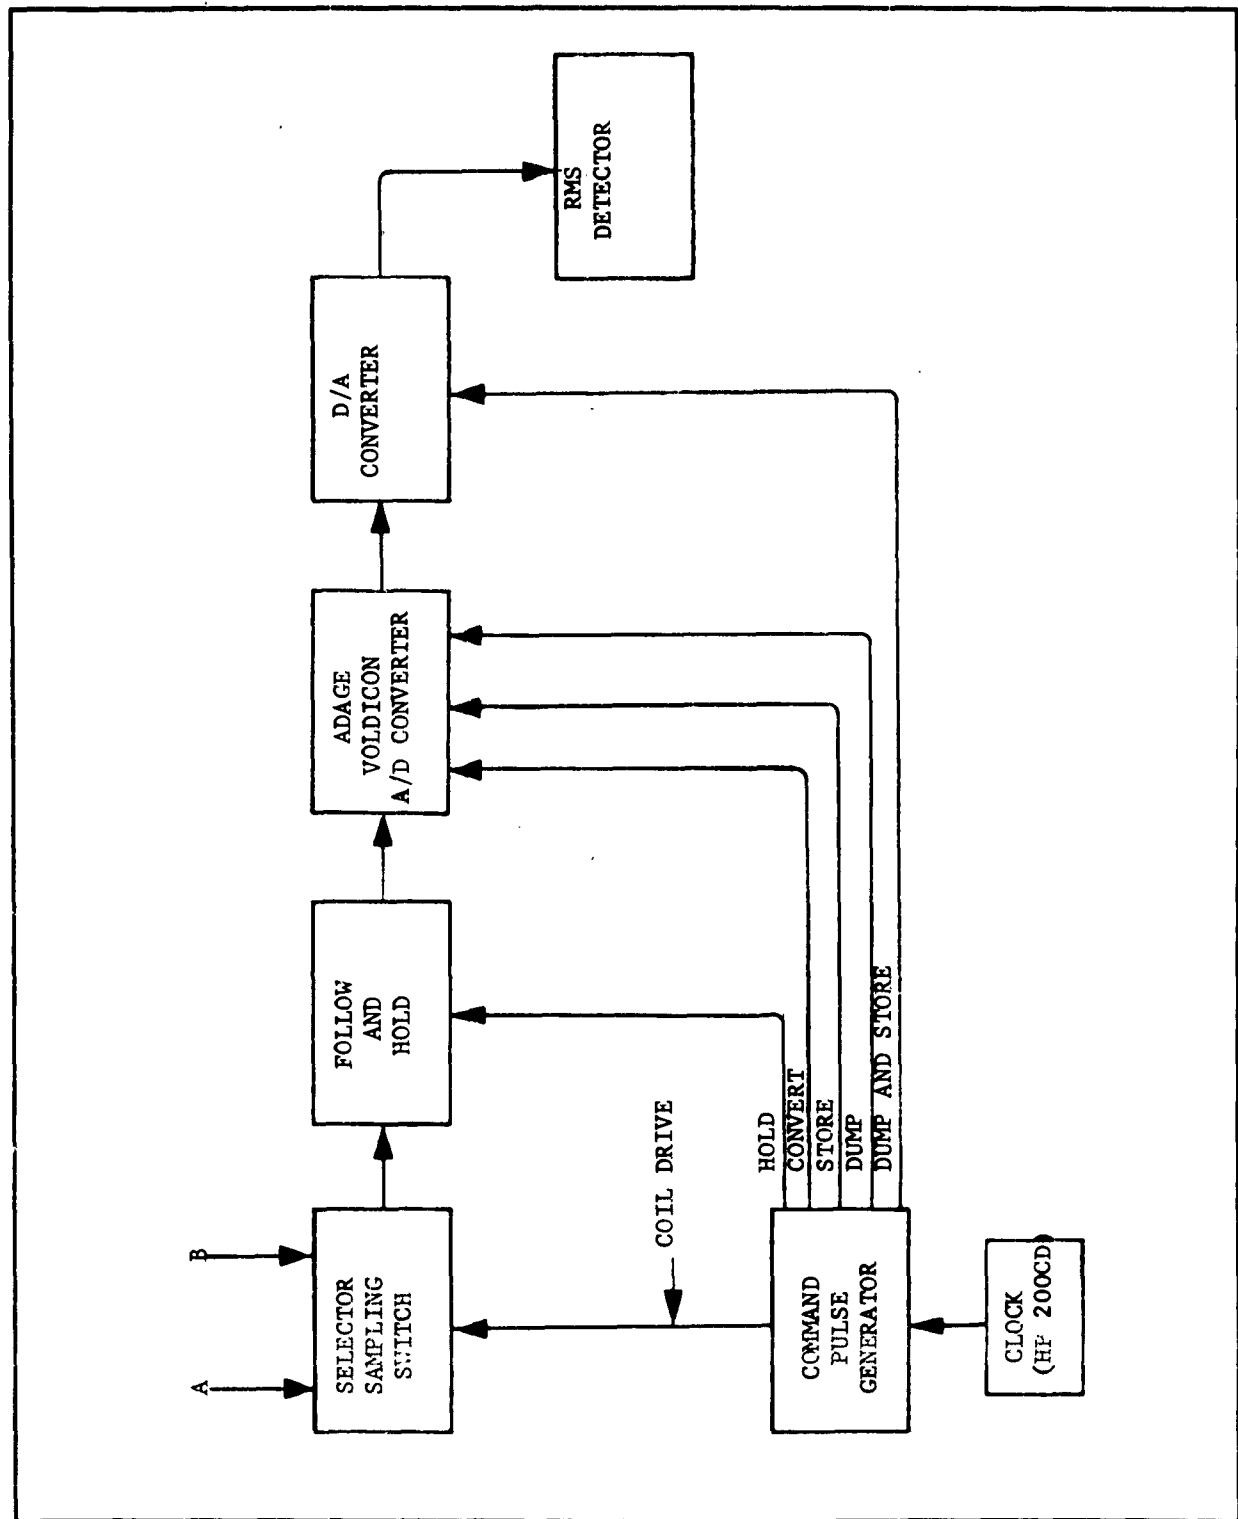 A
B
SELECTOR
SAMPLING
SWITCH
FOLLOW
AND
HOLD
ADAGE
VOLDICON
A/D CONVERTER
D/A
CONVERTER
RMS
DETECTOR
COIL DRIVE
HOLD
CONVERT
STORE
DUMP
DUMP AND STORE
COMMAND
PULSE
GENERATOR
CLOCK
(HP 200CD)